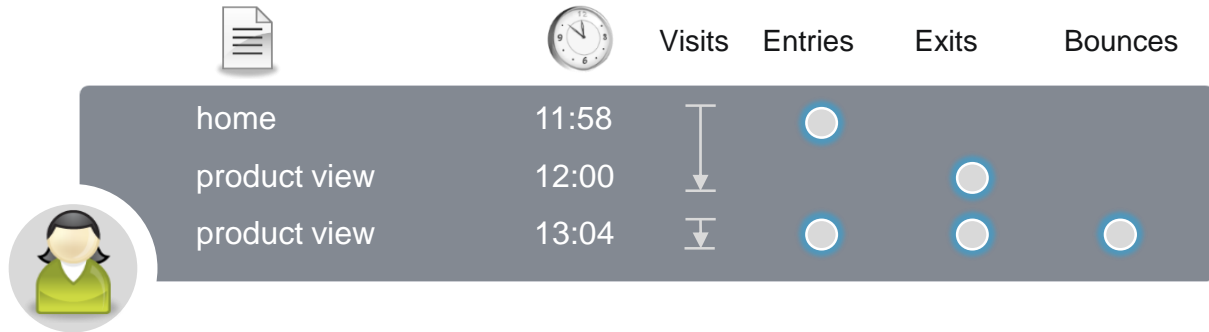 Visits Entries Exits Bounces
home 11:58
product view 12:00
product view 13:04